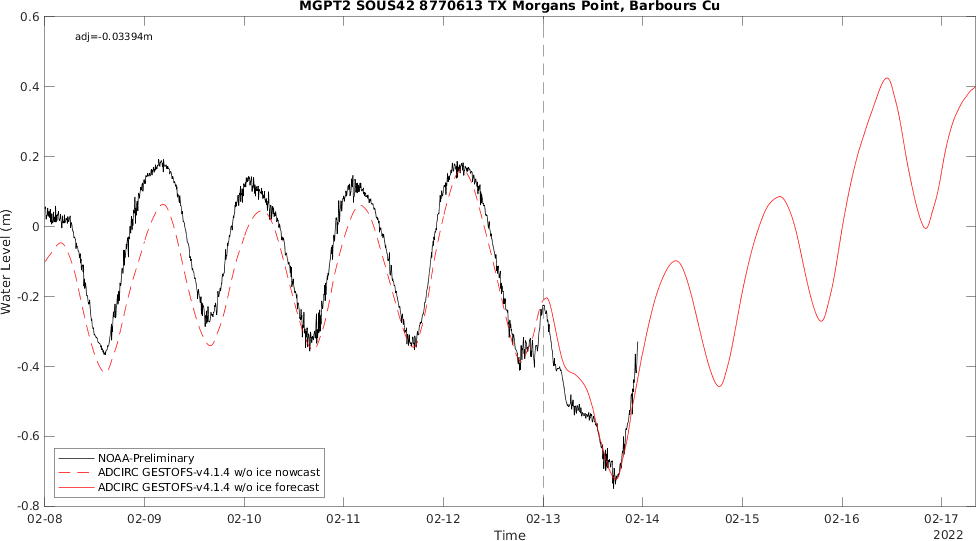 MGPT2 SOUS42 8770613 TX Morgans Point, Barbours Cu
adj=-0.03394m
0.6
0.4
0.2
0
-0.2
-0.4
-0.6
-0.8
Water Level (m)
NOAA-Preliminary
ADCIRC GESTOFS-v4.1.4 w/o ice nowcast
ADCIRC GESTOFS-v4.1.4 w/o ice forecast
02-08 02-09 02-10 02-11 02-12 02-13 02-14 02-15 02-16 02-17
Time
2022